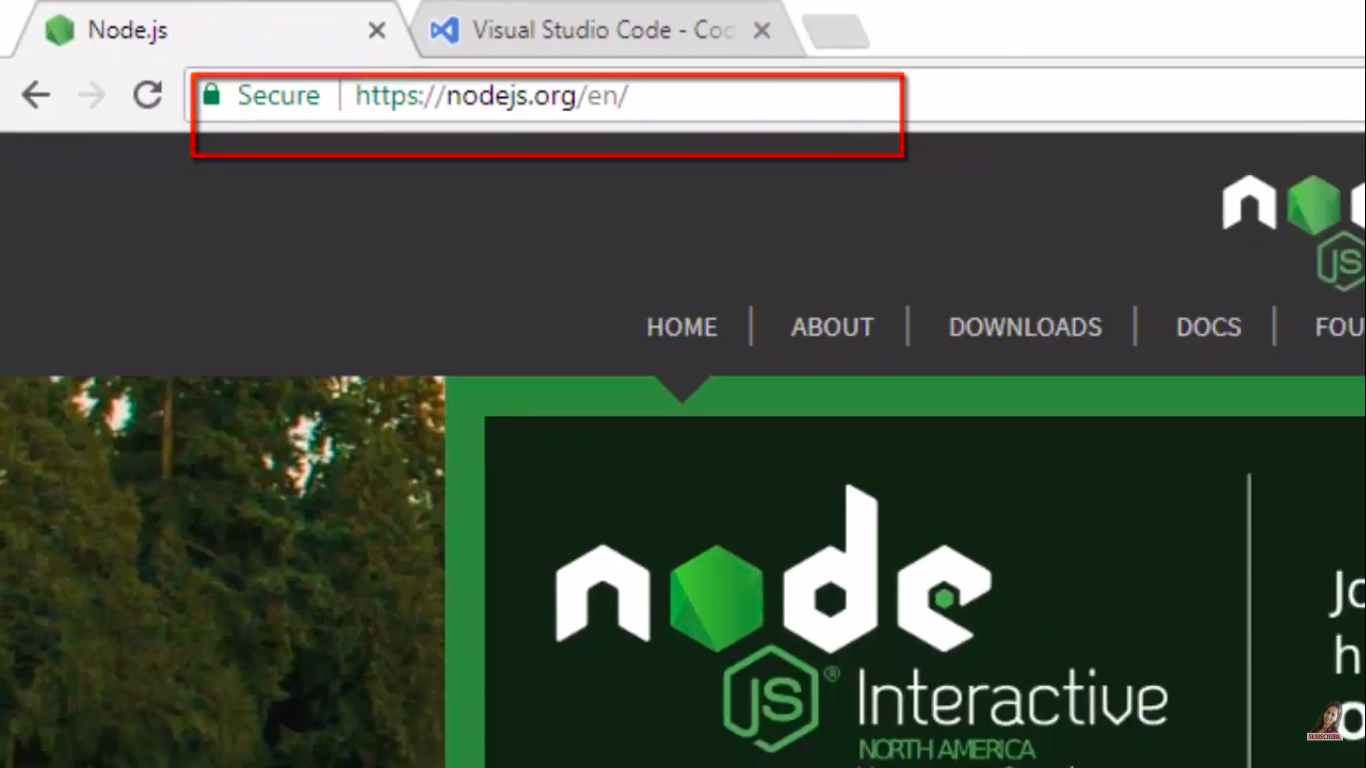 Node.js
Visual Studio Code - Coc
Secure
https://nodejs.org/en/
node
JS
HOME
ABOUT
DOWNLOADS
DOCS
FOU
node
JS®
Interactive
NORTH AMERICA
Jo
h
SUBSCRIBE